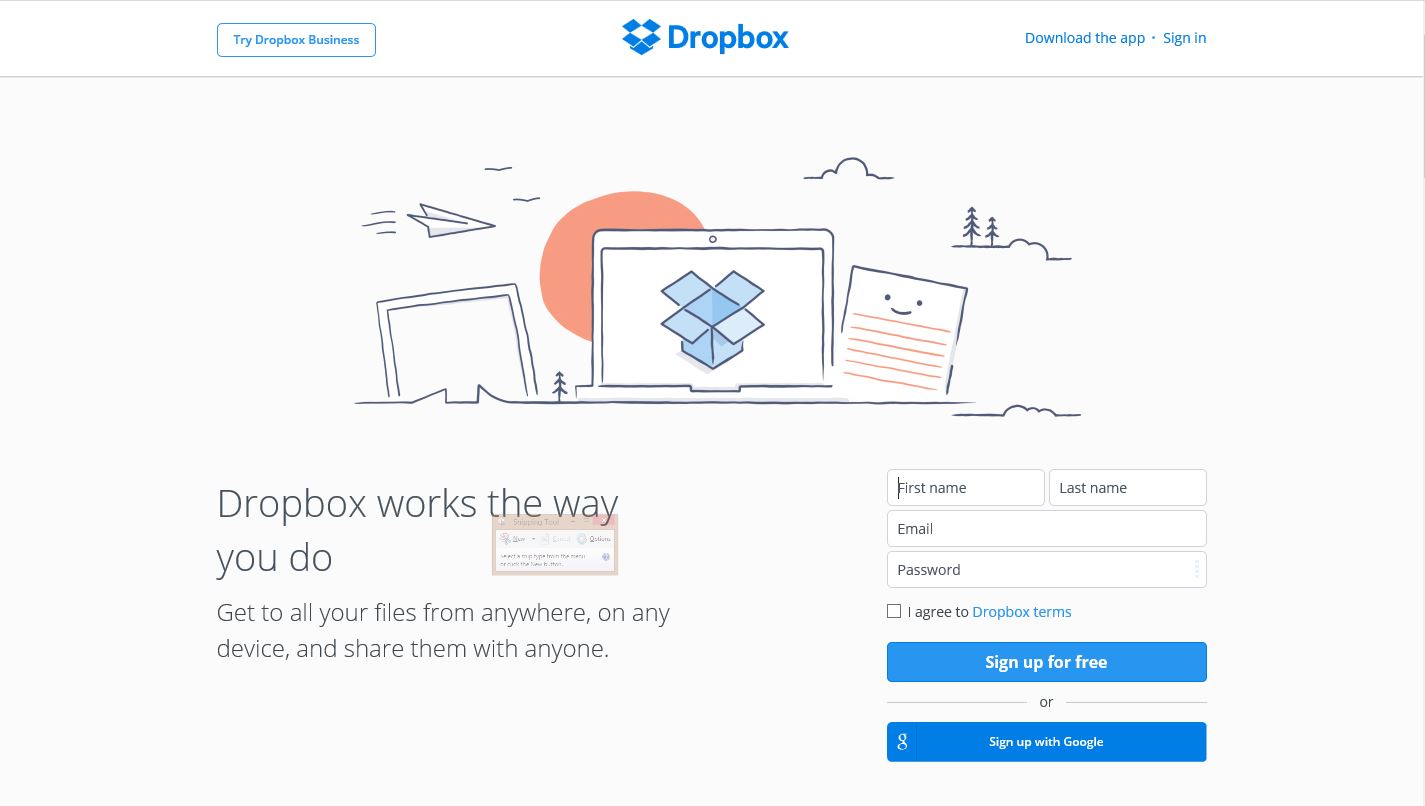 Try Dropbox Business
Dropbox
Download the app · Sign in
Dropbox works the way
you do
Snipping Tool
New Cancel Options
Select a snip type from the menu
or click the New button.
Get to all your files from anywhere, on any
device, and share them with anyone.
First name
Last name
Email
Password
I agree to Dropbox terms
Sign up for free
or
g Sign up with Google